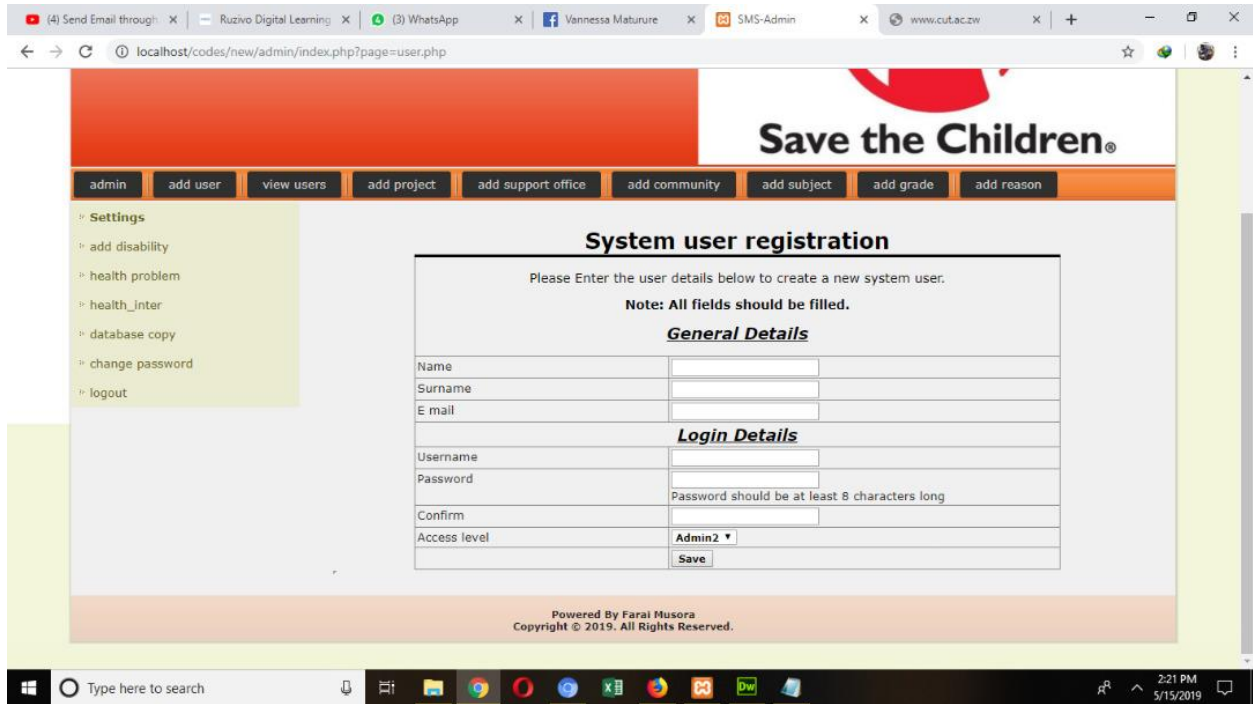 (4) Send Email through
Ruzivo Digital Learning
(3) WhatsApp
Vannessa Maturure
SMS-Admin
www.cut.ac.zw
localhost/codes/new/admin/index.php?page=user.php
Save the Children®
admin
add user
view users
add project
add support office
add community
add subject
add grade
add reason
Settings
add disability
health problem
health_inter
database copy
change password
logout
System user registration
Please Enter the user details below to create a new system user.
Note: All fields should be filled.
General Details
Name
Surname
E mail
Login Details
Username
Password
Password should be at least 8 characters long
Confirm
Access level
Admin2
Save
Powered By Farai Musora
Copyright © 2019. All Rights Reserved.
Type here to search
Dw
2:21 PM
5/15/2019